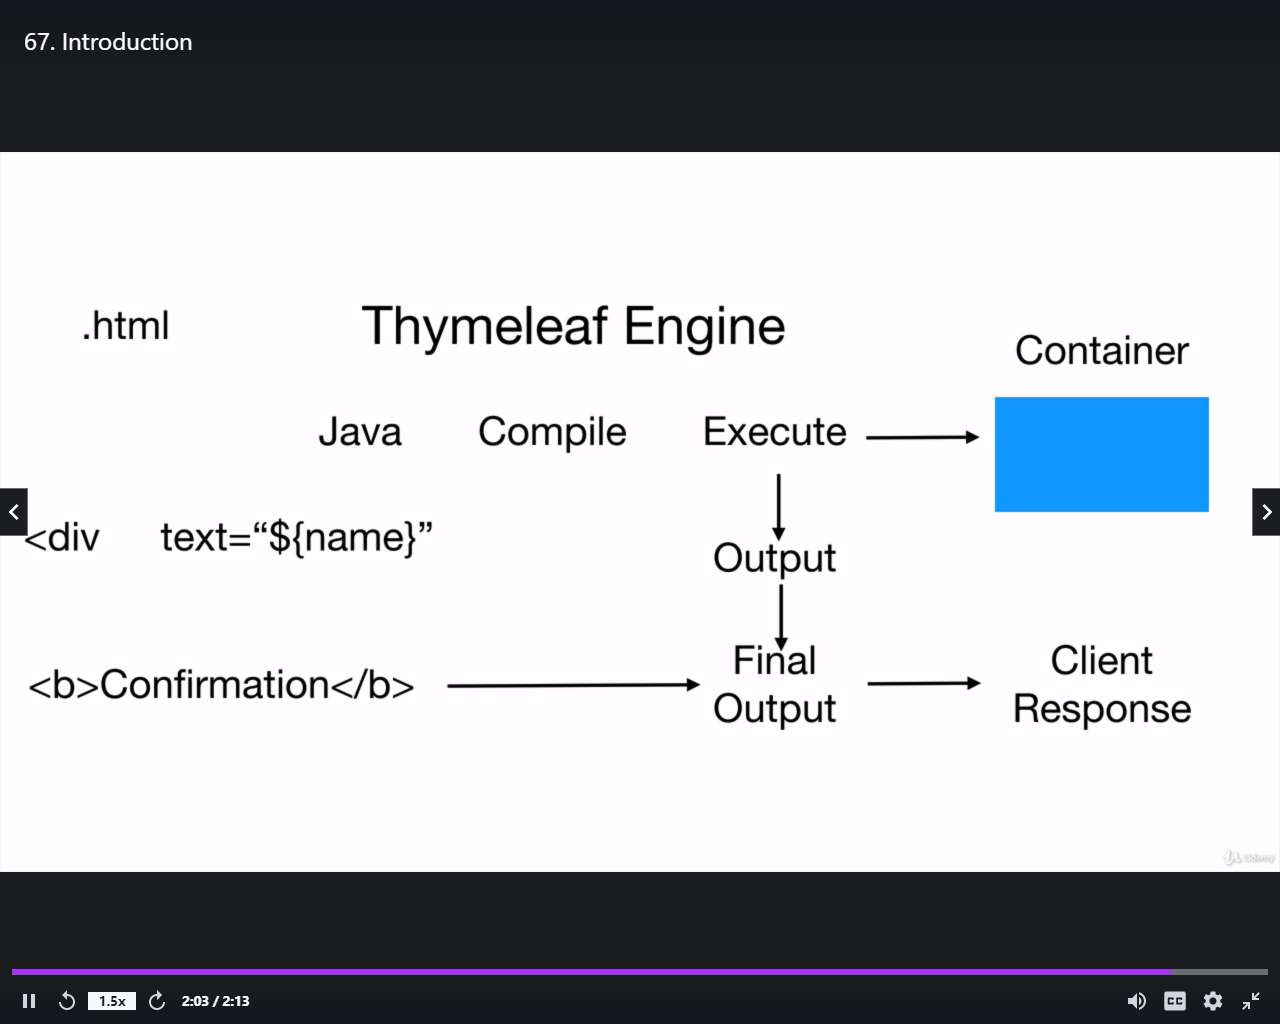 67. Introduction
.html
Thymeleaf Engine
Container
Java
Compile
Execute
<div
text=“${name}”
Output
<b>Confirmation</b>
Final
Output
Client
Response
Udemy
1.5x
2:03 / 2:13
CC